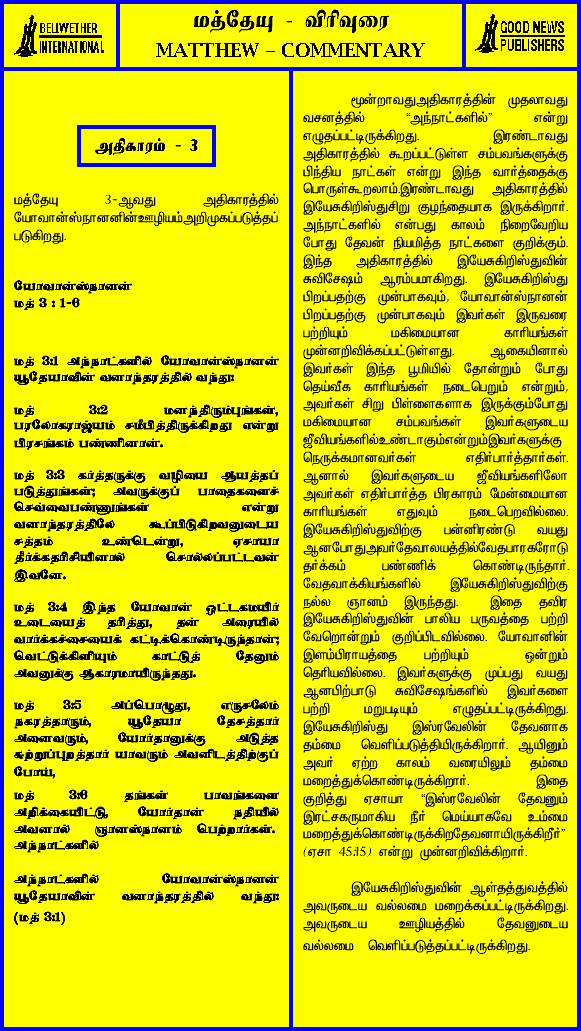 BELLWETHER
INTERNATIONAL
மத்தேயு - விரிவுரை
MATTHEW – COMMENTARY
GOOD NEWS
PUBLISHERS
அதிகாரம் - 3
மத்தேயு 3-ஆவது அதிகாரத்தில்
யோவான்ஸ்நானனின்ஊழியம்அறிமுகப்படுத்தப்
படுகிறது.
யோவான்ஸ்நானன்
மத் 3 : 1-6
மத் 3:1 அந்நாட்களில் யோவான்ஸ்நானன்
யூதேயாவின் வனாந்தரத்தில் வந்து:
மத் 3:2 மனந்திரும்புங்கள்,
பரலோகராஜ்யம் சமீபித்திருக்கிறது என்று
பிரசங்கம் பண்ணினான்.
மத் 3:3 கர்த்தருக்கு வழியை ஆயத்தப்
படுத்துங்கள்; அவருக்குப் பாதைகளைச்
செவ்வைபண்ணுங்கள் என்று
வனாந்தரத்திலே கூப்பிடுகிறவனுடைய
சத்தம் உண்டென்று, ஏசாயா
தீர்க்கதரிசியினால் சொல்லப்பட்டவன்
இவனே.
மத் 3:4 இந்த யோவான் ஒட்டகமயிர்
உடையைத் தரித்து, தன் அரையில்
வார்க்கச்சையைக் கட்டிக்கொண்டிருந்தான்;
வெட்டுக்கிளியும் காட்டுத் தேனும்
அவனுக்கு ஆகாரமாயிருந்தது.
மத் 3:5 அப்பொழுது, எருசலேம்
நகரத்தாரும், யூதேயா தேசத்தார்
அனைவரும், யோர்தானுக்கு அடுத்த
சுற்றுப்புறத்தார் யாவரும் அவனிடத்திற்குப்
போய்,
மத் 3:6 தங்கள் பாவங்களை
அறிக்கையிட்டு, யோர்தான் நதியில்
அவனால் ஞானஸ்நானம் பெற்றார்கள்.
அந்நாட்களில்
அந்நாட்களில் யோவான்ஸ்நானன்
யூதேயாவின் வனாந்தரத்தில் வந்து:
(மத் 3:1)
மூன்றாவதுஅதிகாரத்தின் முதலாவது
வசனத்தில் “அந்நாட்களில்” என்று
எழுதப்பட்டிருக்கிறது. இரண்டாவது
அதிகாரத்தில் கூறப்பட்டுள்ள சம்பவங்களுக்கு
பிந்திய நாட்கள் என்று இந்த வார்த்தைக்கு
பொருள்கூறலாம்.இரண்டாவது அதிகாரத்தில்
இயேசுகிறிஸ்துசிறு குழந்தையாக இருக்கிறார்.
அந்நாட்களில் என்பது காலம் நிறைவேறிய
போது தேவன் நியமித்த நாட்களை குறிக்கும்.
இந்த அதிகாரத்தில் இயேசுகிறிஸ்துவின்
சுவிசேஷம் ஆரம்பமாகிறது. இயேசுகிறிஸ்து
பிறப்பதற்கு முன்பாகவும், யோவான்ஸ்நானன்
பிறப்பதற்கு முன்பாகவும் இவர்கள் இருவரை
பற்றியும் மகிமையான காரியங்கள்
முன்னறிவிக்கப்பட்டுள்ளது. ஆகையினால்
இவர்கள் இந்த பூமியில் தோன்றும் போது
தெய்வீக காரியங்கள் நடைபெறும் என்றும்,
அவர்கள் சிறு பிள்ளைகளாக இருக்கும்போது
மகிமையான சம்பவங்கள் இவர்களுடைய
ஜீவியங்களில்உண்டாகும்என்றும்இவர்களுக்கு
நெருக்கமானவர்கள் எதிர்பார்த்தார்கள்.
ஆனால் இவர்களுடைய ஜீவியங்களிலோ
அவர்கள் எதிர்பார்த்த பிரகாரம் மேன்மையான
காரியங்கள் எதுவும் நடைபெறவில்லை.
இயேசுகிறிஸ்துவிற்கு பன்னிரண்டு வயது
ஆனபோதுஅவர்தேவாலயத்தில்வேதபாரகரோடு
தர்க்கம் பண்ணிக் கொண்டிருந்தார்.
வேதவாக்கியங்களில் இயேசுகிறிஸ்துவிற்கு
நல்ல ஞானம் இருந்தது. இதை தவிர
இயேசுகிறிஸ்துவின் பாலிய பருவத்தை பற்றி
வேறொன்றும் குறிப்பிடவில்லை. யோவானின்
இளம்பிராயத்தை பற்றியும் ஒன்றும்
தெரியவில்லை. இவர்களுக்கு முப்பது வயது
ஆனபிற்பாடு சுவிசேஷங்களில் இவர்களை
பற்றி மறுபடியும் எழுதப்பட்டிருக்கிறது.
இயேசுகிறிஸ்து இஸ்ரவேலின் தேவனாக
தம்மை வெளிப்படுத்தியிருக்கிறார். ஆயினும்
அவர் ஏற்ற காலம் வரையிலும் தம்மை
மறைத்துக்கொண்டிருக்கிறார். இதை
குறித்து ஏசாயா “இஸ்ரவேலின் தேவனும்
இரட்சகருமாகிய நீர் மெய்யாகவே உம்மை
மறைத்துக்கொண்டிருக்கிறதேவனாயிருக்கிறீர்”
(ஏசா 45:15) என்று முன்னறிவிக்கிறார்.
இயேசுகிறிஸ்துவின் ஆள்தத்துவத்தில்
அவருடைய வல்லமை மறைக்கப்பட்டிருக்கிறது.
அவருடைய ஊழியத்தில் தேவனுடைய
வல்லமை வெளிப்படுத்தப்பட்டிருக்கிறது.